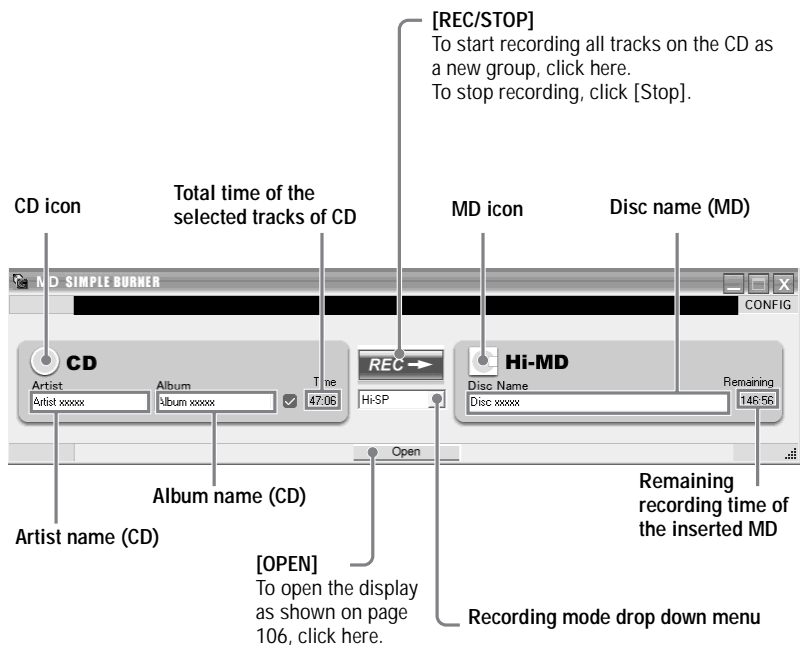 [REC/STOP]
To start recording all tracks on the CD as
a new group, click here.
To stop recording, click [Stop].
CD icon
Total time of the
selected tracks of CD
MD icon
Disc name (MD)
MD SIMPLE BURNER
CONFIG
CD
REC
Hi-MD
Artist
Album
Time
Disc Name
Remaining
Artist xxxxx
Album xxxxx
47:06
Hi-SP
Disc xxxxx
146:56
Open
Album name (CD)
Artist name (CD)
Remaining
recording time of
the inserted MD
[OPEN]
To open the display
as shown on page
106, click here.
Recording mode drop down menu